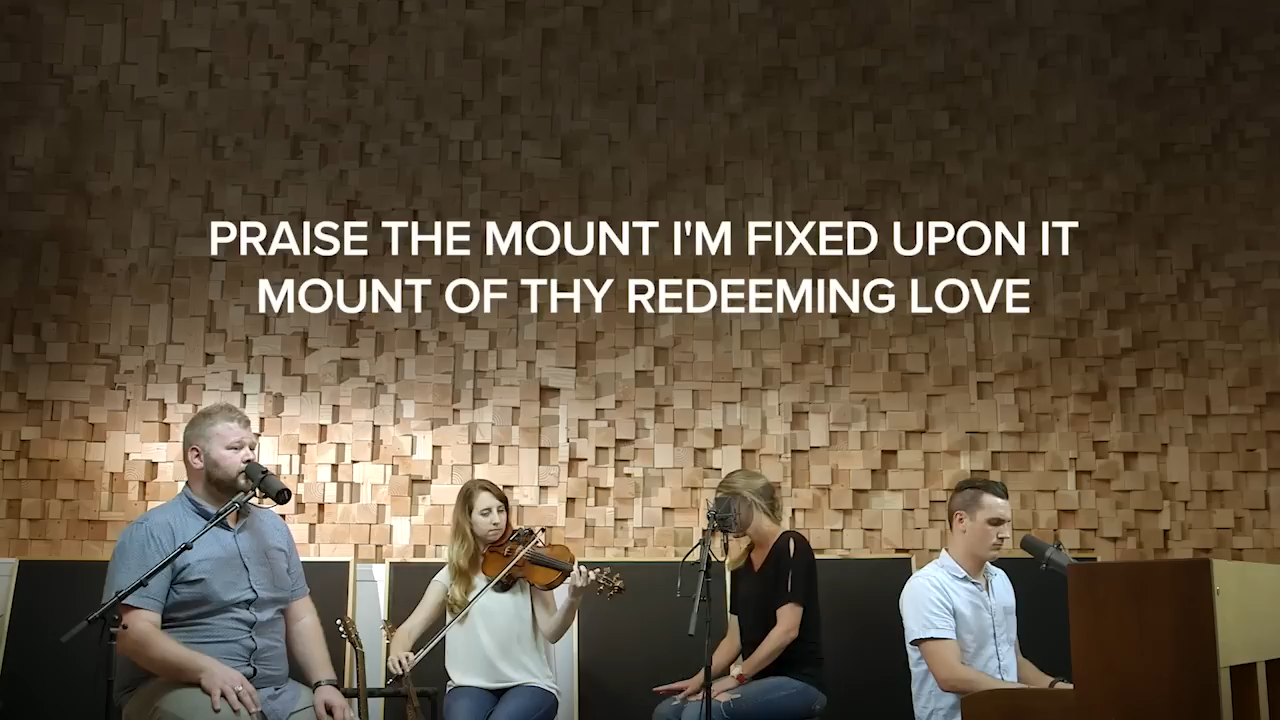 PRAISE THE MOUNT I'M FIXED UPON IT
MOUNT OF THY REDEEMING LOVE